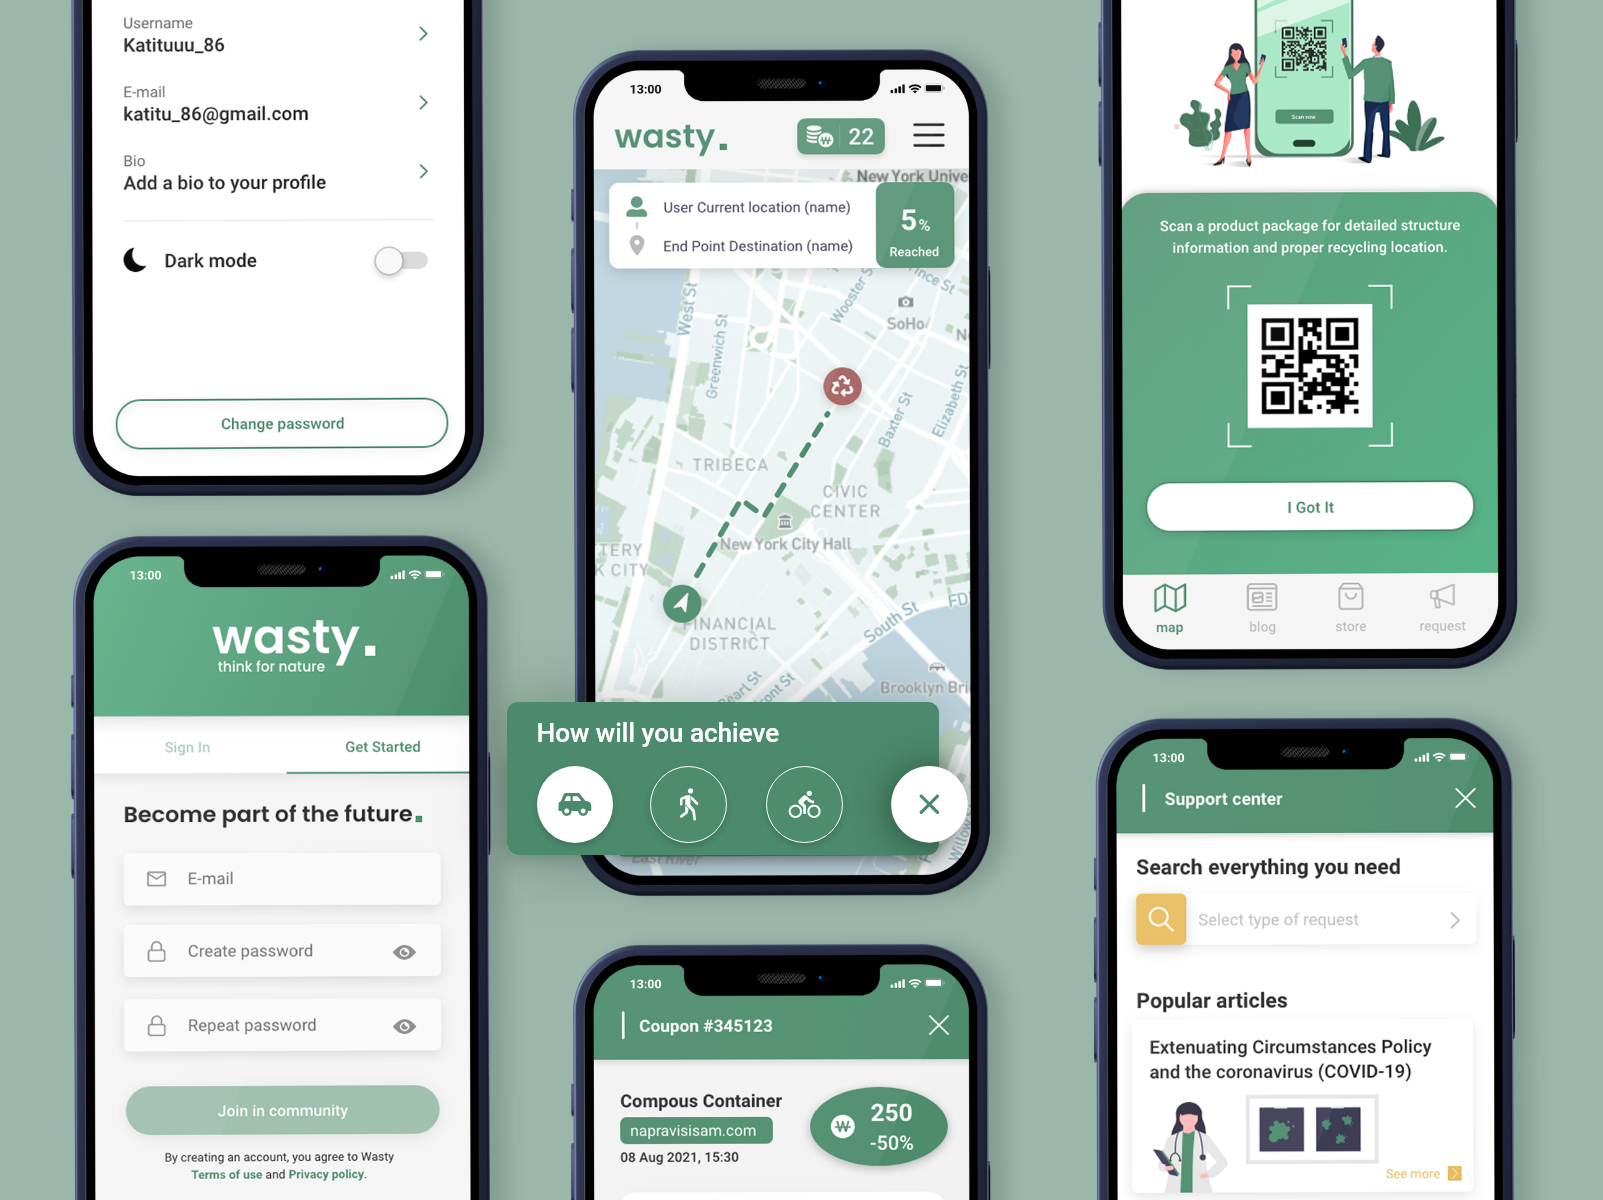 Username
Katituuu_86
E-mail
katitu_86@gmail.com
Bio
Add a bio to your profile
Dark mode
Change password
13:00
wasty.
think for nature
Sign In
Get Started
Become part of the future.
E-mail
Create password
Repeat password
Join in community
By creating an account, you agree to Wasty
Terms of use and Privacy policy.
13:00
wasty.
22
New York Unive
User Current location (name)
End Point Destination (name)
5%
Reached
Prince St
Wooster S
West St
Greenwich St
SoHo
Baxter St
Elizabeth St
TRIBECA
CIVIC
CENTER
New York City Hall
TERY
K CITY
FINANCIAL
DISTRICT
South St
FD
Pearl St
ont St
Brooklyn Bri
How will you achieve
East River
Willow
13:00
Coupon #345123
Compous Container
napravisisam.com
08 Aug 2021, 15:30
250
-50%
Scan now
Scan a product package for detailed structure
information and proper recycling location.
I Got It
map
blog
store
request
13:00
Support center
Search everything you need
Select type of request
Popular articles
Extenuating Circumstances Policy
and the coronavirus (COVID-19)
See more